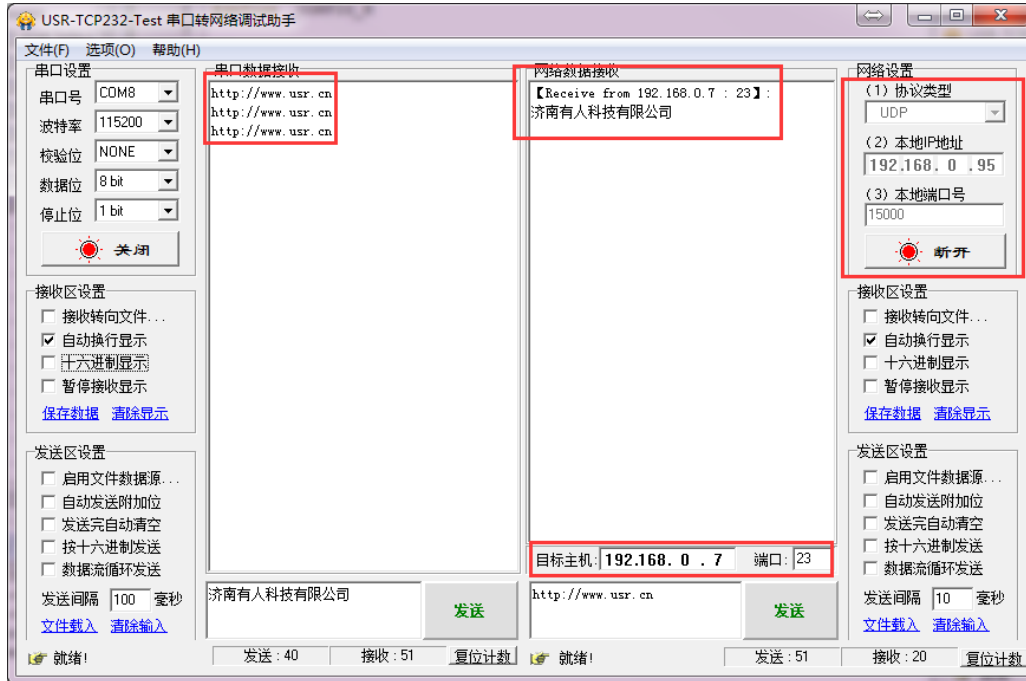 USR-TCP232-Test 串口转网络调试助手
文件(F) 选项(O) 帮助(H)
串口设置
串口号 COM8
波特率 115200
校验位 NONE
数据位 8 bit
停止位 1 bit
关闭
接收区设置
接收转向文件...
自动换行显示
十六进制显示
暂停接收显示
保存数据 清除显示
发送区设置
启用文件数据源...
自动发送附加位
发送完自动清空
按十六进制发送
数据流循环发送
发送间隔 100 毫秒
文件载入 清除输入
就绪!
串口数据接收
http://www.usr.cn
http://www.usr.cn
http://www.usr.cn
济南有人科技有限公司
发送
发送:40 接收:51 复位计数
网络数据接收
【Receive from 192.168.0.7 : 23】:
济南有人科技有限公司
目标主机: 192.168. 0 . 7 端口: 23
http://www.usr.cn
发送
就绪!
发送:51 接收:20 复位计数
网络设置
(1) 协议类型
UDP
(2) 本地IP地址
192.168. 0 .95
(3) 本地端口号
15000
断开
接收区设置
接收转向文件...
自动换行显示
十六进制显示
暂停接收显示
保存数据 清除显示
发送区设置
启用文件数据源...
自动发送附加位
发送完自动清空
按十六进制发送
数据流循环发送
发送间隔 10 毫秒
文件载入 清除输入